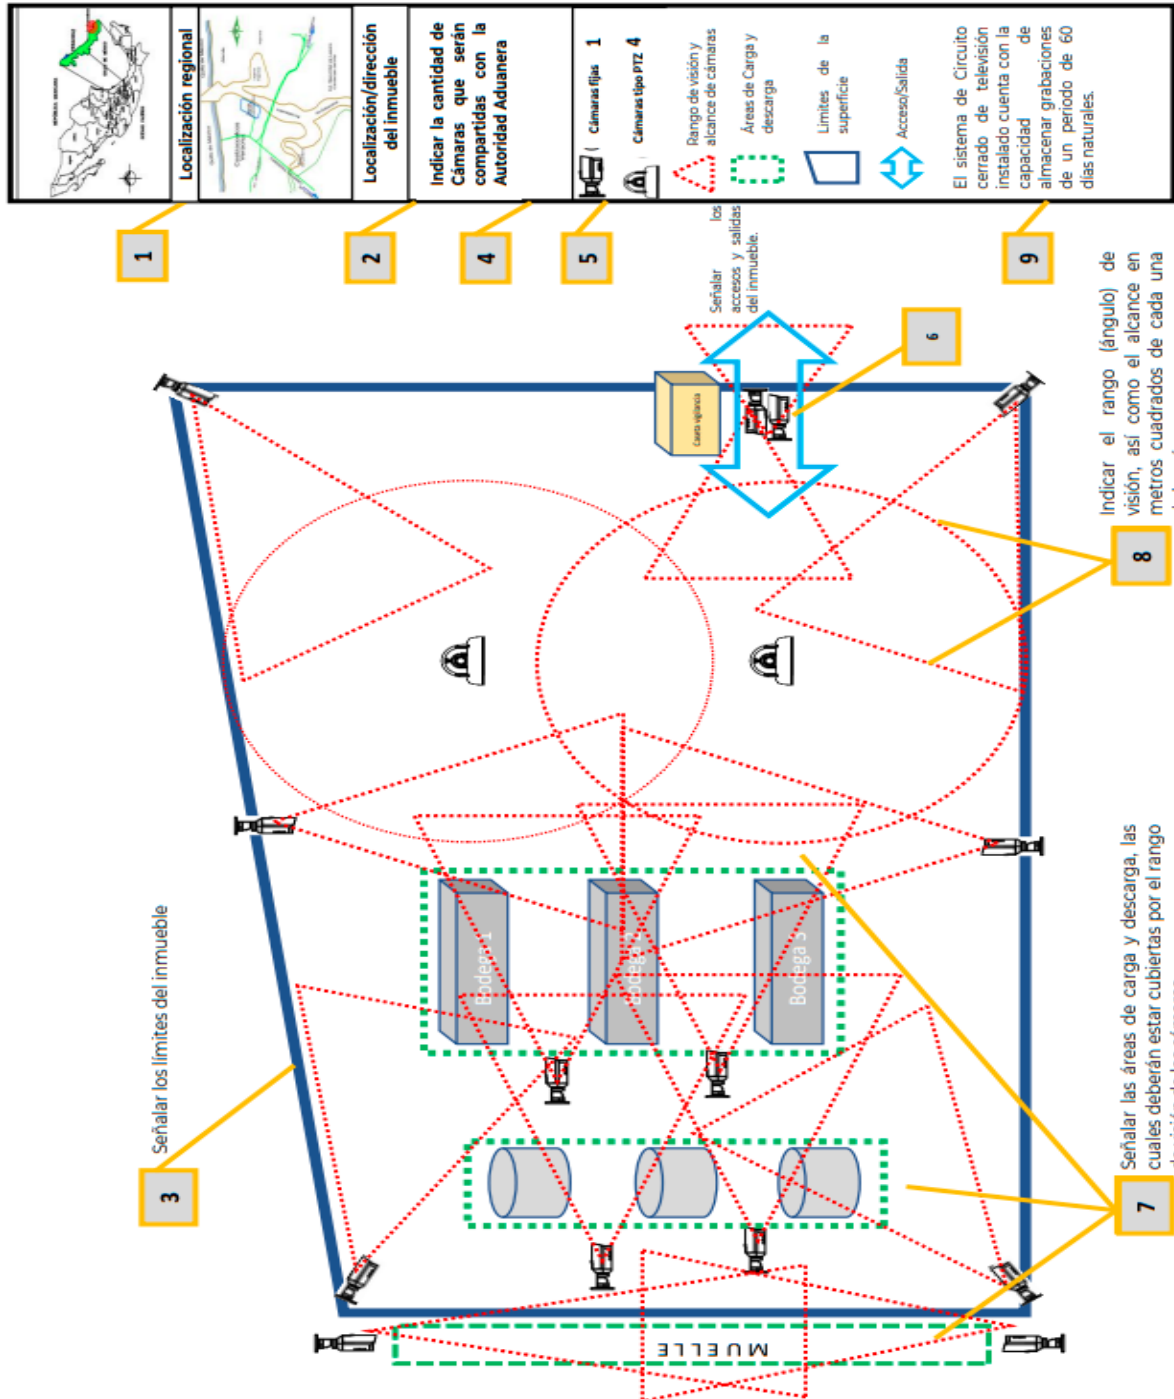 Localización regional
1
Localización/dirección
del inmueble
2
Indicar la cantidad de
Cámaras que serán
compartidas con la
Autoridad Aduanera
4
Cámaras fijas 1
Cámaras tipo PTZ 4
5
Rango de visión y
alcance de cámaras
Áreas de Carga y
descarga
Limites de la
superficie
Acceso/Salida
El sistema de Circuito
cerrado de televisión
instalado cuenta con la
capacidad de
almacenar grabaciones
de un periodo de 60
días naturales.
9
Señalar los
accesos y salidas
del inmueble.
6
Caseta vigilancia
Señalar los límites del inmueble
3
Bodega 1
Bodega 2
Bodega 3
MUELLE
7
Señalar las áreas de carga y descarga, las
cuales deberán estar cubiertas por el rango
8
Indicar el rango (ángulo) de
visión, así como el alcance en
metros cuadrados de cada una